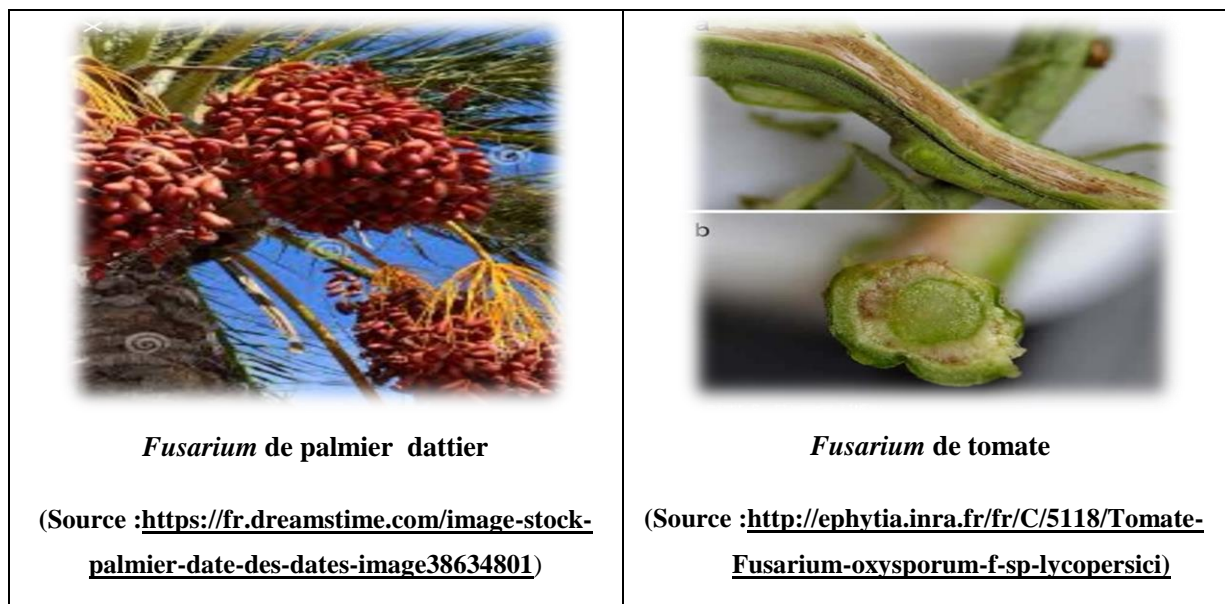 a
b
Fusarium de palmier dattier
(Source :https://fr.dreamstime.com/image-stock-
palmier-date-des-dates-image38634801)
Fusarium de tomate
(Source :http://ephytia.inra.fr/fr/C/5118/Tomate-
Fusarium-oxysporum-f-sp-lycopersici)